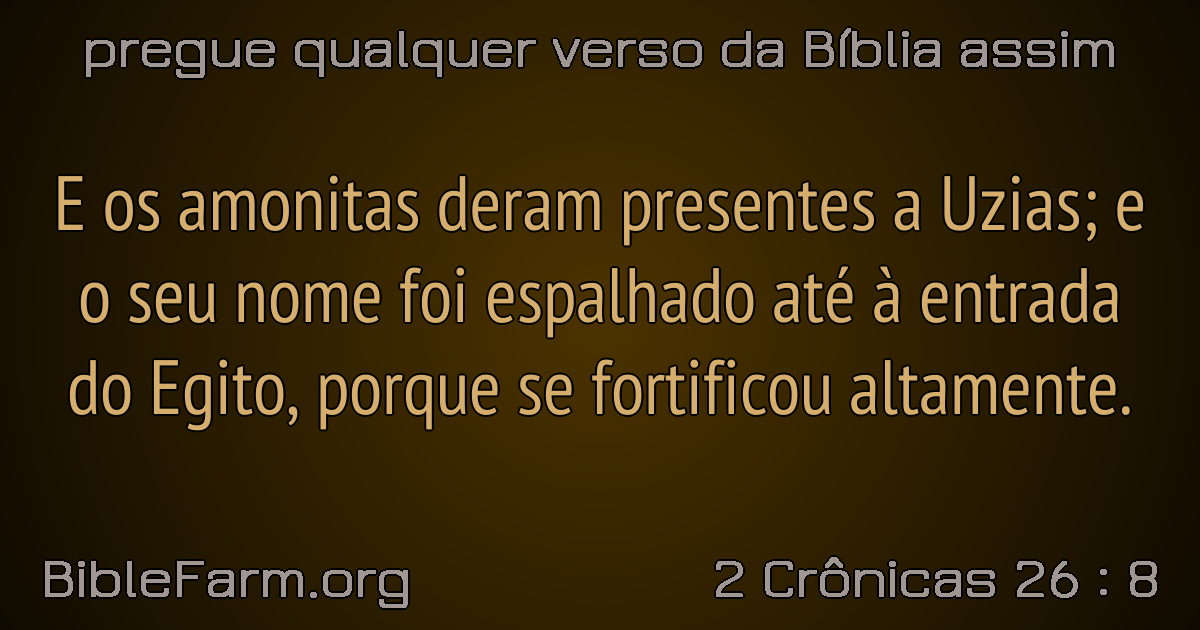 pregue qualquer verso da Bíblia assim
E os amonitas deram presentes a Uzias; e
o seu nome foi espalhado até à entrada
do Egito, porque se fortificou altamente.
BibleFarm.org
2 Crônicas 26 : 8